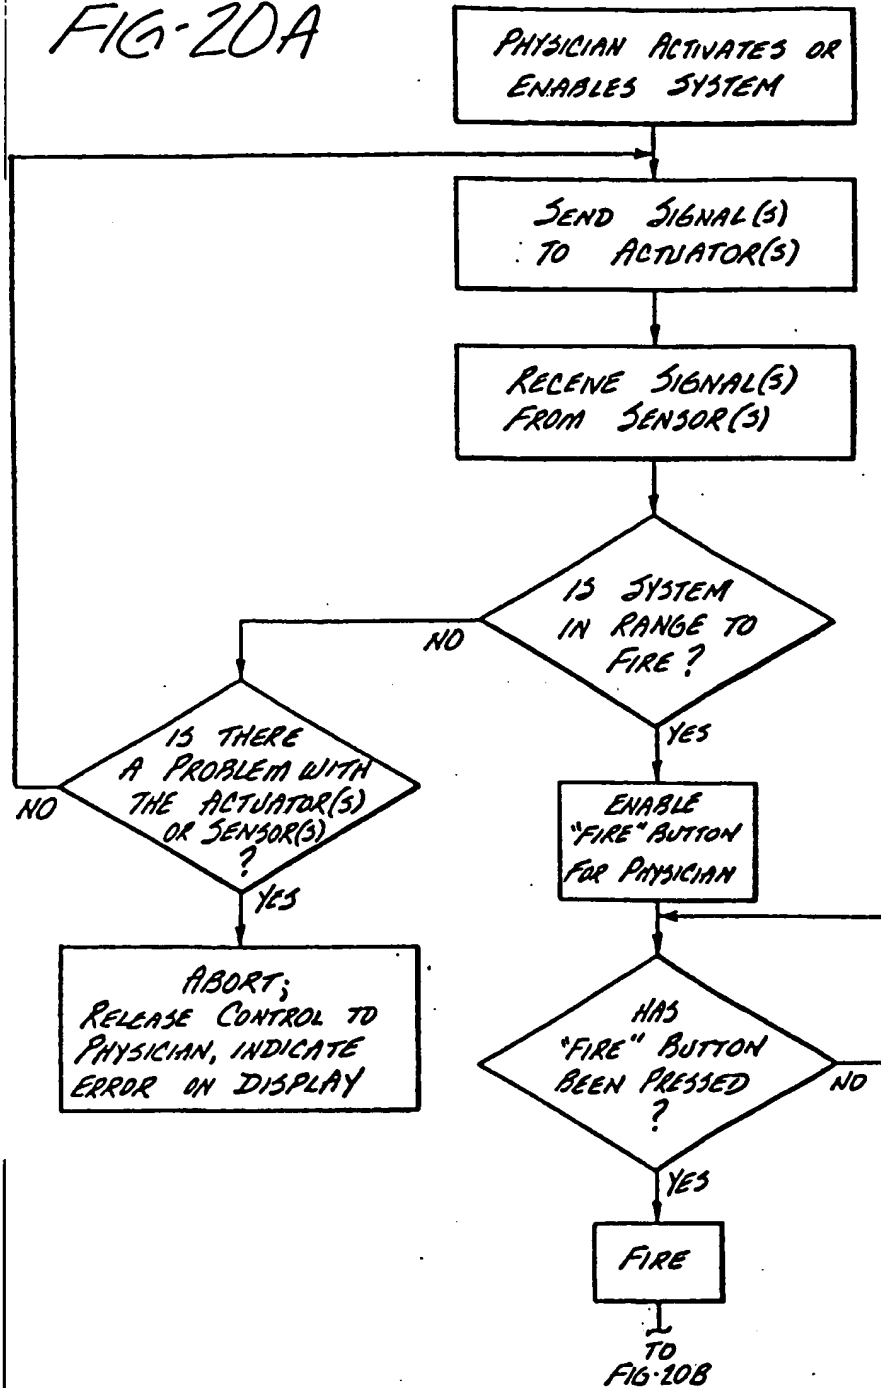 FIG-20A
PHYSICIAN ACTIVATES OR
ENABLES SYSTEM
SEND SIGNAL(S)
TO ACTUATOR(S)
RECEIVE SIGNAL(S)
FROM SENSOR(S)
IS SYSTEM
IN RANGE TO
FIRE?
NO
YES
IS THERE
A PROBLEM WITH
THE ACTUATOR(S)
OR SENSOR(S)
?
NO
YES
ABORT;
RELEASE CONTROL TO
PHYSICIAN, INDICATE
ERROR ON DISPLAY
ENABLE
"FIRE" BUTTON
FOR PHYSICIAN
HAS
"FIRE" BUTTON
BEEN PRESSED
?
NO
YES
FIRE
TO
FIG-20B